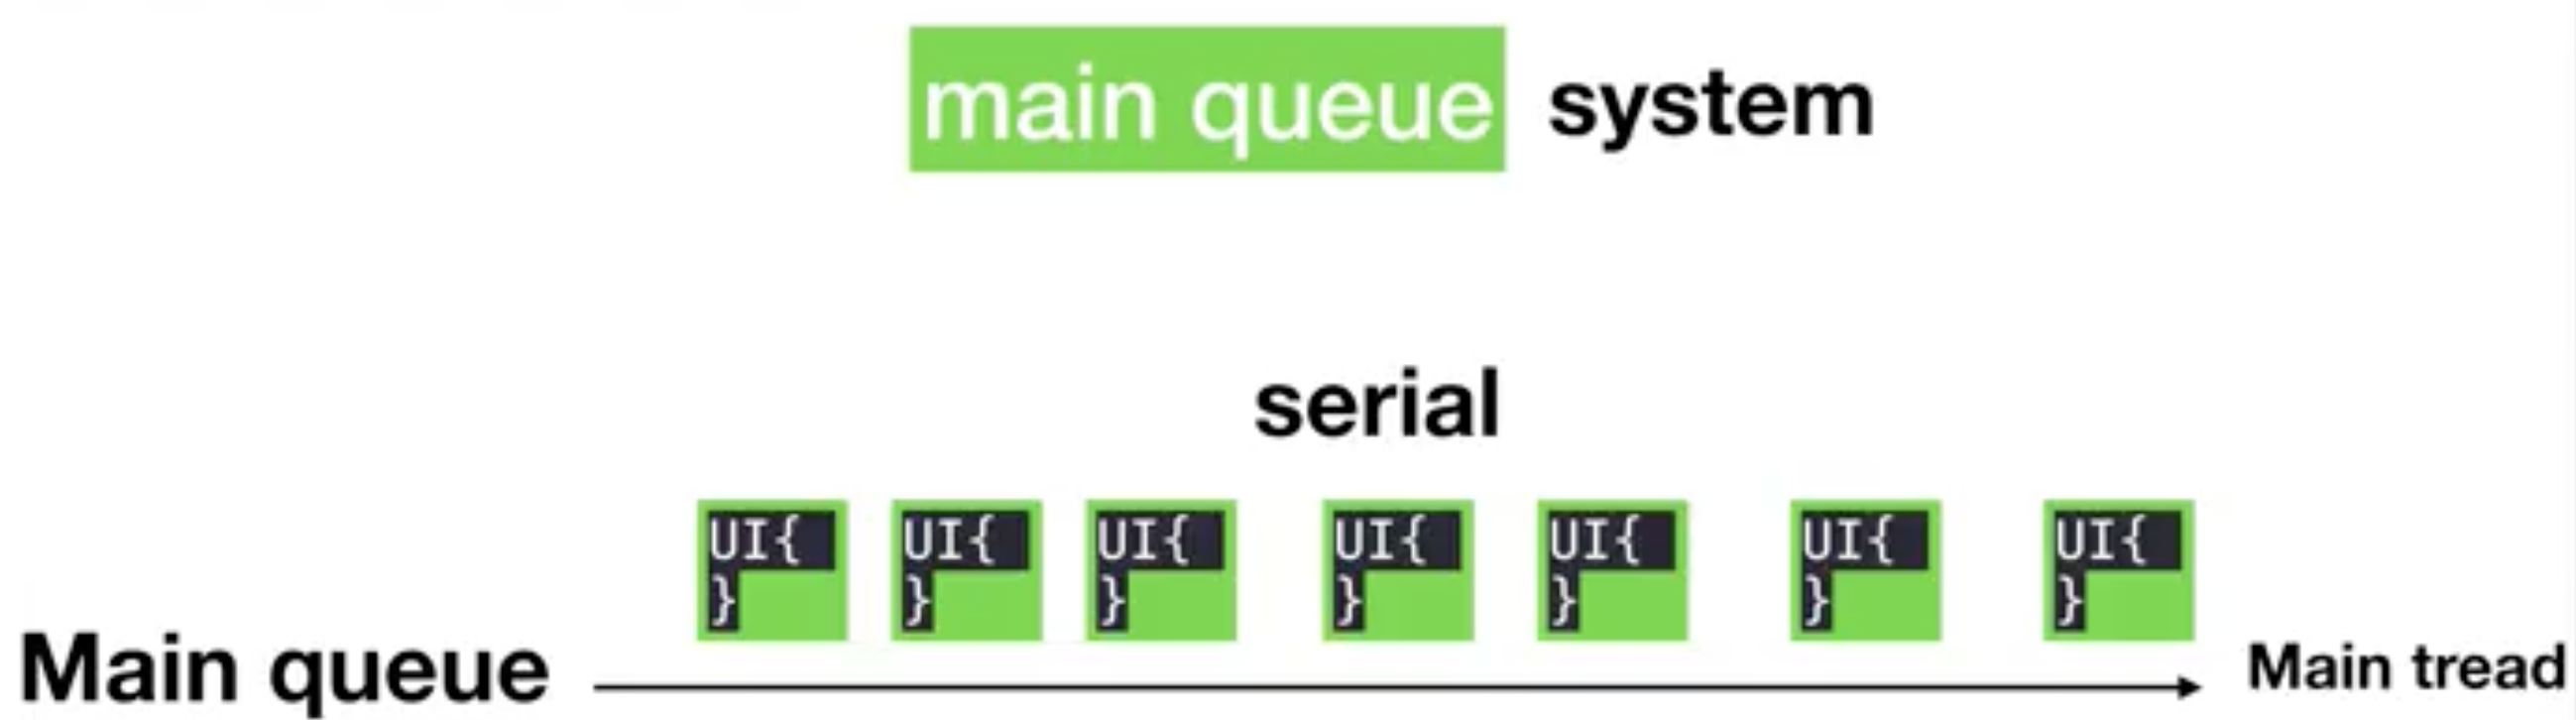 main queue system
serial
UI{ UI{ UI{ UI{ UI{ UI{ UI{
} } } } } } }
Main queue Main tread